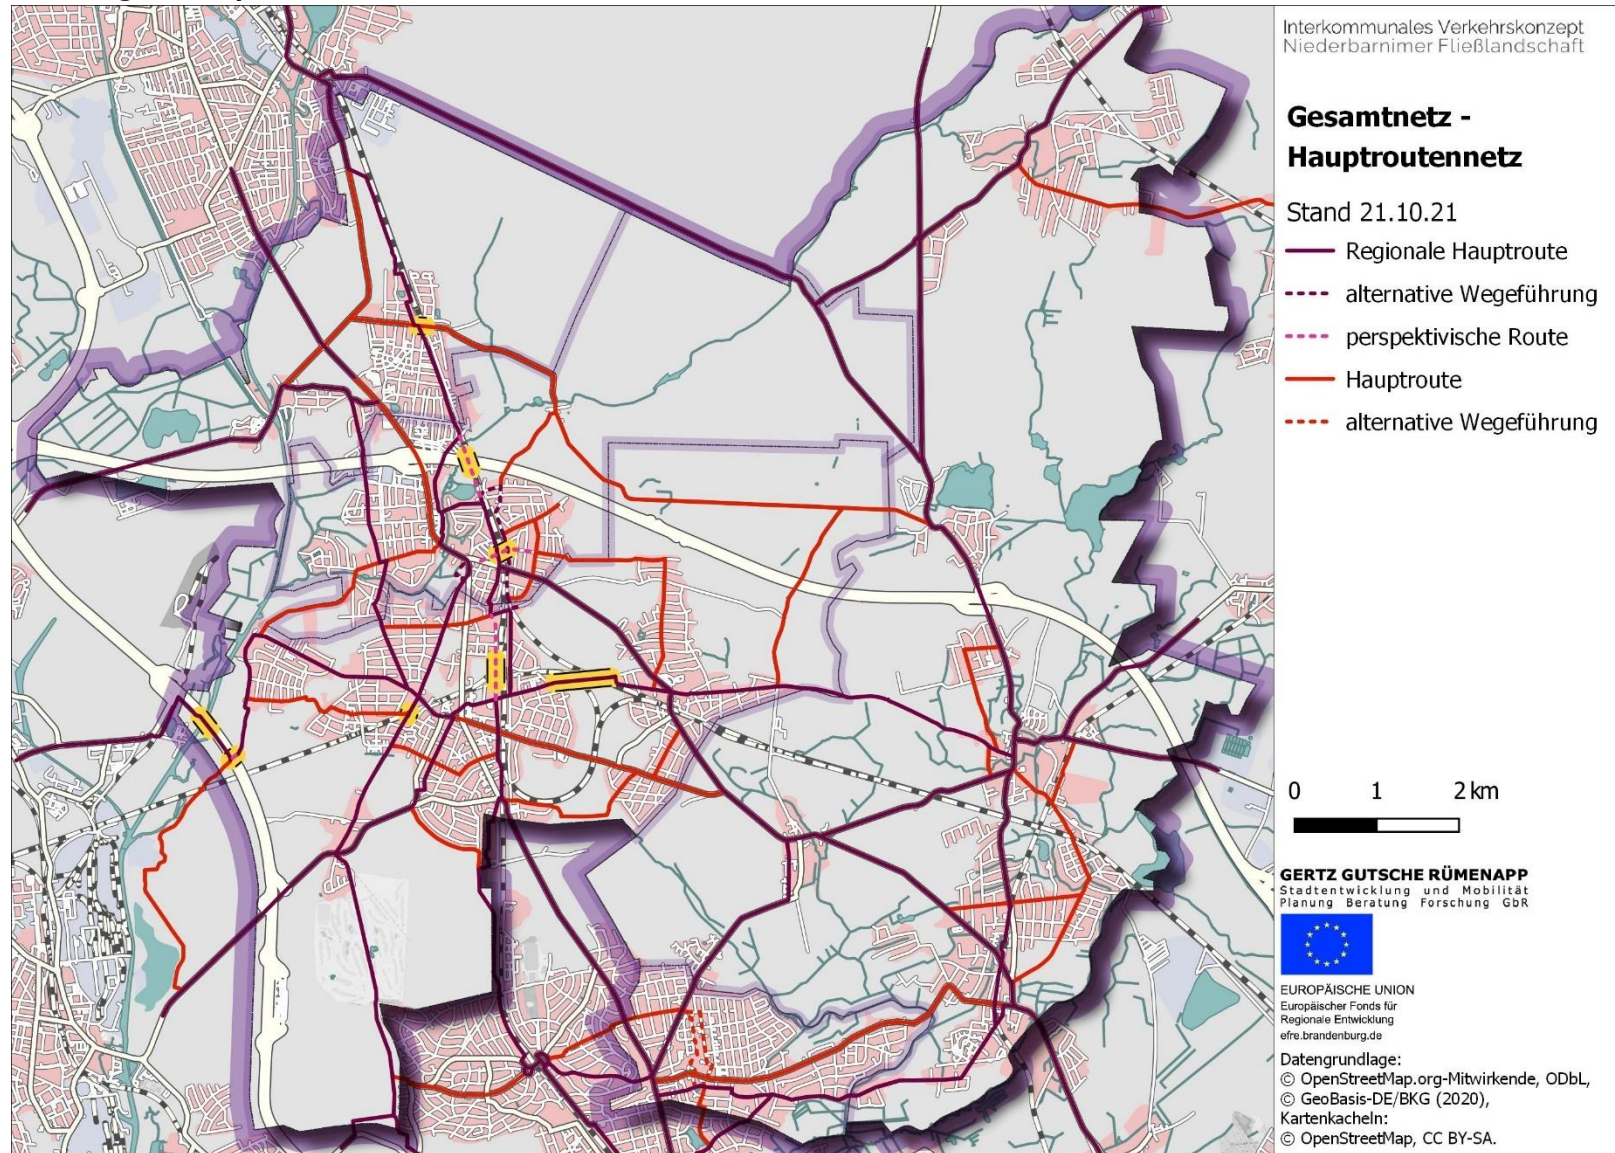 Interkommunales Verkehrskonzept
Niederbarnimer Fließlandschaft
Gesamtnetz -
Hauptroutennetz
Stand 21.10.21
Regionale Hauptroute
alternative Wegeführung
perspektivische Route
Hauptroute
alternative Wegeführung
0 1 2 km
GERTZ GUTSCHE RÜMENAPP
Stadtentwicklung und Mobilität
Planung Beratung Forschung GbR
EUROPÄISCHE UNION
Europäischer Fonds für
Regionale Entwicklung
efre.brandenburg.de
Datengrundlage:
© OpenStreetMap.org-Mitwirkende, ODbL,
© GeoBasis-DE/BKG (2020),
Kartenkacheln:
© OpenStreetMap, CC BY-SA.